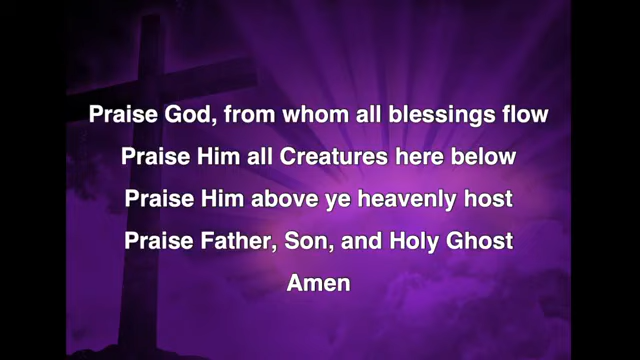 Praise God, from whom all blessings flow
Praise Him all Creatures here below
Praise Him above ye heavenly host
Praise Father, Son, and Holy Ghost
Amen